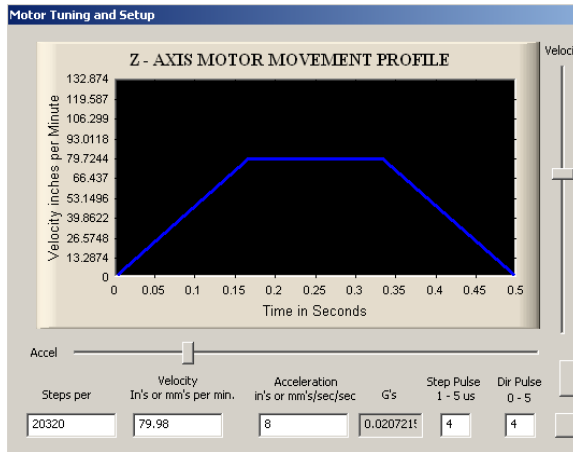 Motor Tuning and Setup
Z - AXIS MOTOR MOVEMENT PROFILE
Velocity inches per Minute
132.874
119.587
106.299
93.0118
79.7244
66.437
53.1496
39.8622
26.5748
13.2874
0
0 0.05 0.1 0.15 0.2 0.25 0.3 0.35 0.4 0.45 0.5
Time in Seconds
Accel
Steps per
Velocity
In's or mm's per min.
Acceleration
in's or mm's/sec/sec
G's
Step Pulse
1 - 5 us
Dir Pulse
0 - 5
20320 79.98 8 0.0207215 4 4